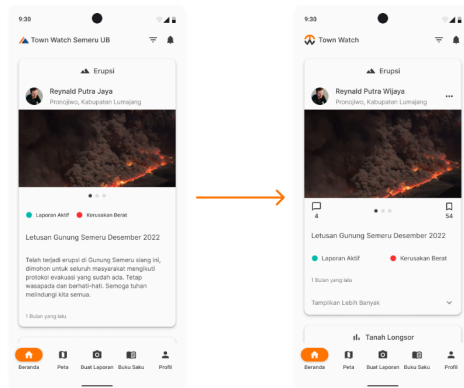 9:30
Town Watch Semeru UB
Erupsi
Reynald Putra Jaya
Pronojiwo, Kabupaten Lumajang
Laporan Aktif
Kerusakan Berat
Letusan Gunung Semeru Desember 2022
Telah terjadi erupsi di Gunung Semeru siang ini,
dimohon untuk seluruh masyarakat mengikuti
protokol evakuasi yang sudah ada. Tetap
waspada dan berhati-hati. Semoga tuhan
melindungi kita semua.
1 Bulan yang lalu
Beranda
Peta
Buat Laporan
Buku Saku
Profil
9:30
Town Watch
Erupsi
Reynald Putra Wijaya
Pronojiwo, Kabupaten Lumajang
4
54
Letusan Gunung Semeru Desember 2022
Laporan Aktif
Kerusakan Berat
1 Bulan yang lalu
Tampilkan Lebih Banyak
Tanah Longsor
Beranda
Peta
Buat Laporan
Buku Saku
Profil